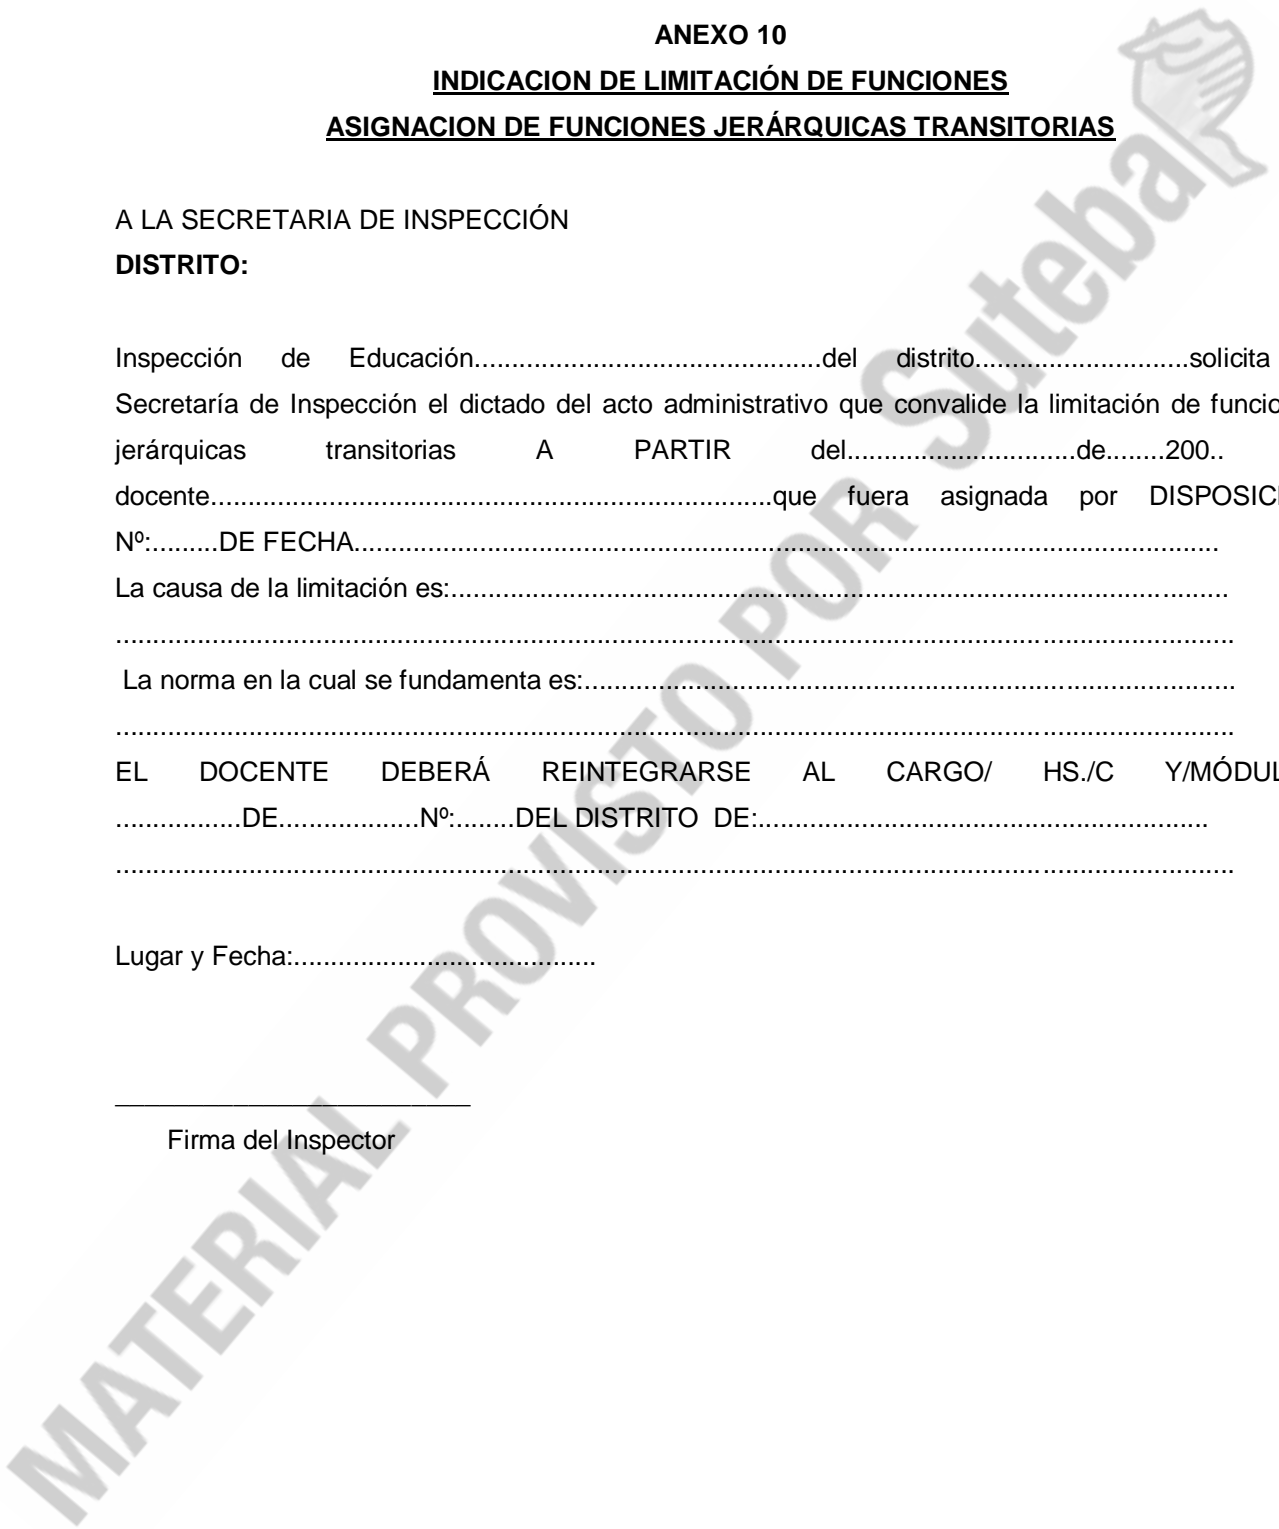 ANEXO 10
INDICACION DE LIMITACIÓN DE FUNCIONES
ASIGNACION DE FUNCIONES JERÁRQUICAS TRANSITORIAS
A LA SECRETARIA DE INSPECCIÓN
DISTRITO:
Inspección de Educación...............................................del distrito.............................solicita
Secretaría de Inspección el dictado del acto administrativo que convalide la limitación de
jerárquicas transitorias A PARTIR del...............................de........200..
docente............................................................................que fuera asignada por
Nº:.........DE FECHA.....................................................................................................................
La causa de la limitación es:.........................................................................................................
.......................................................................................................................................................
La norma en la cual se fundamenta es:........................................................................................
.......................................................................................................................................................
EL DOCENTE DEBERÁ REINTEGRARSE AL CARGO/ HS./C
.................DE...................Nº:........DEL DISTRITO DE:.............................................................
.......................................................................................................................................................
Lugar y Fecha:.........................................
________________________
Firma del Inspector
MATERIAL PROVISTO POR Suteba